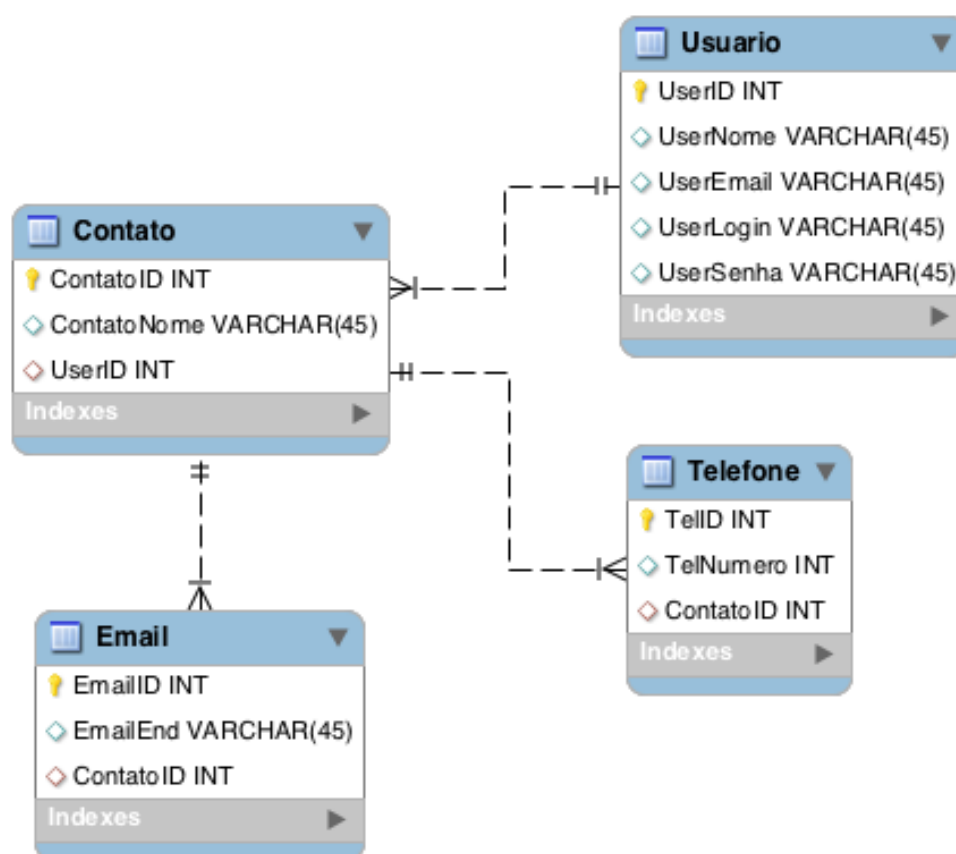 Usuario
UserID INT
UserNome VARCHAR(45)
UserEmail VARCHAR(45)
UserLogin VARCHAR(45)
UserSenha VARCHAR(45)
Indexes
Contato
ContatoID INT
ContatoNome VARCHAR(45)
UserID INT
Indexes
Telefone
TelID INT
TelNumero INT
ContatoID INT
Indexes
Email
EmailID INT
EmailEnd VARCHAR(45)
ContatoID INT
Indexes